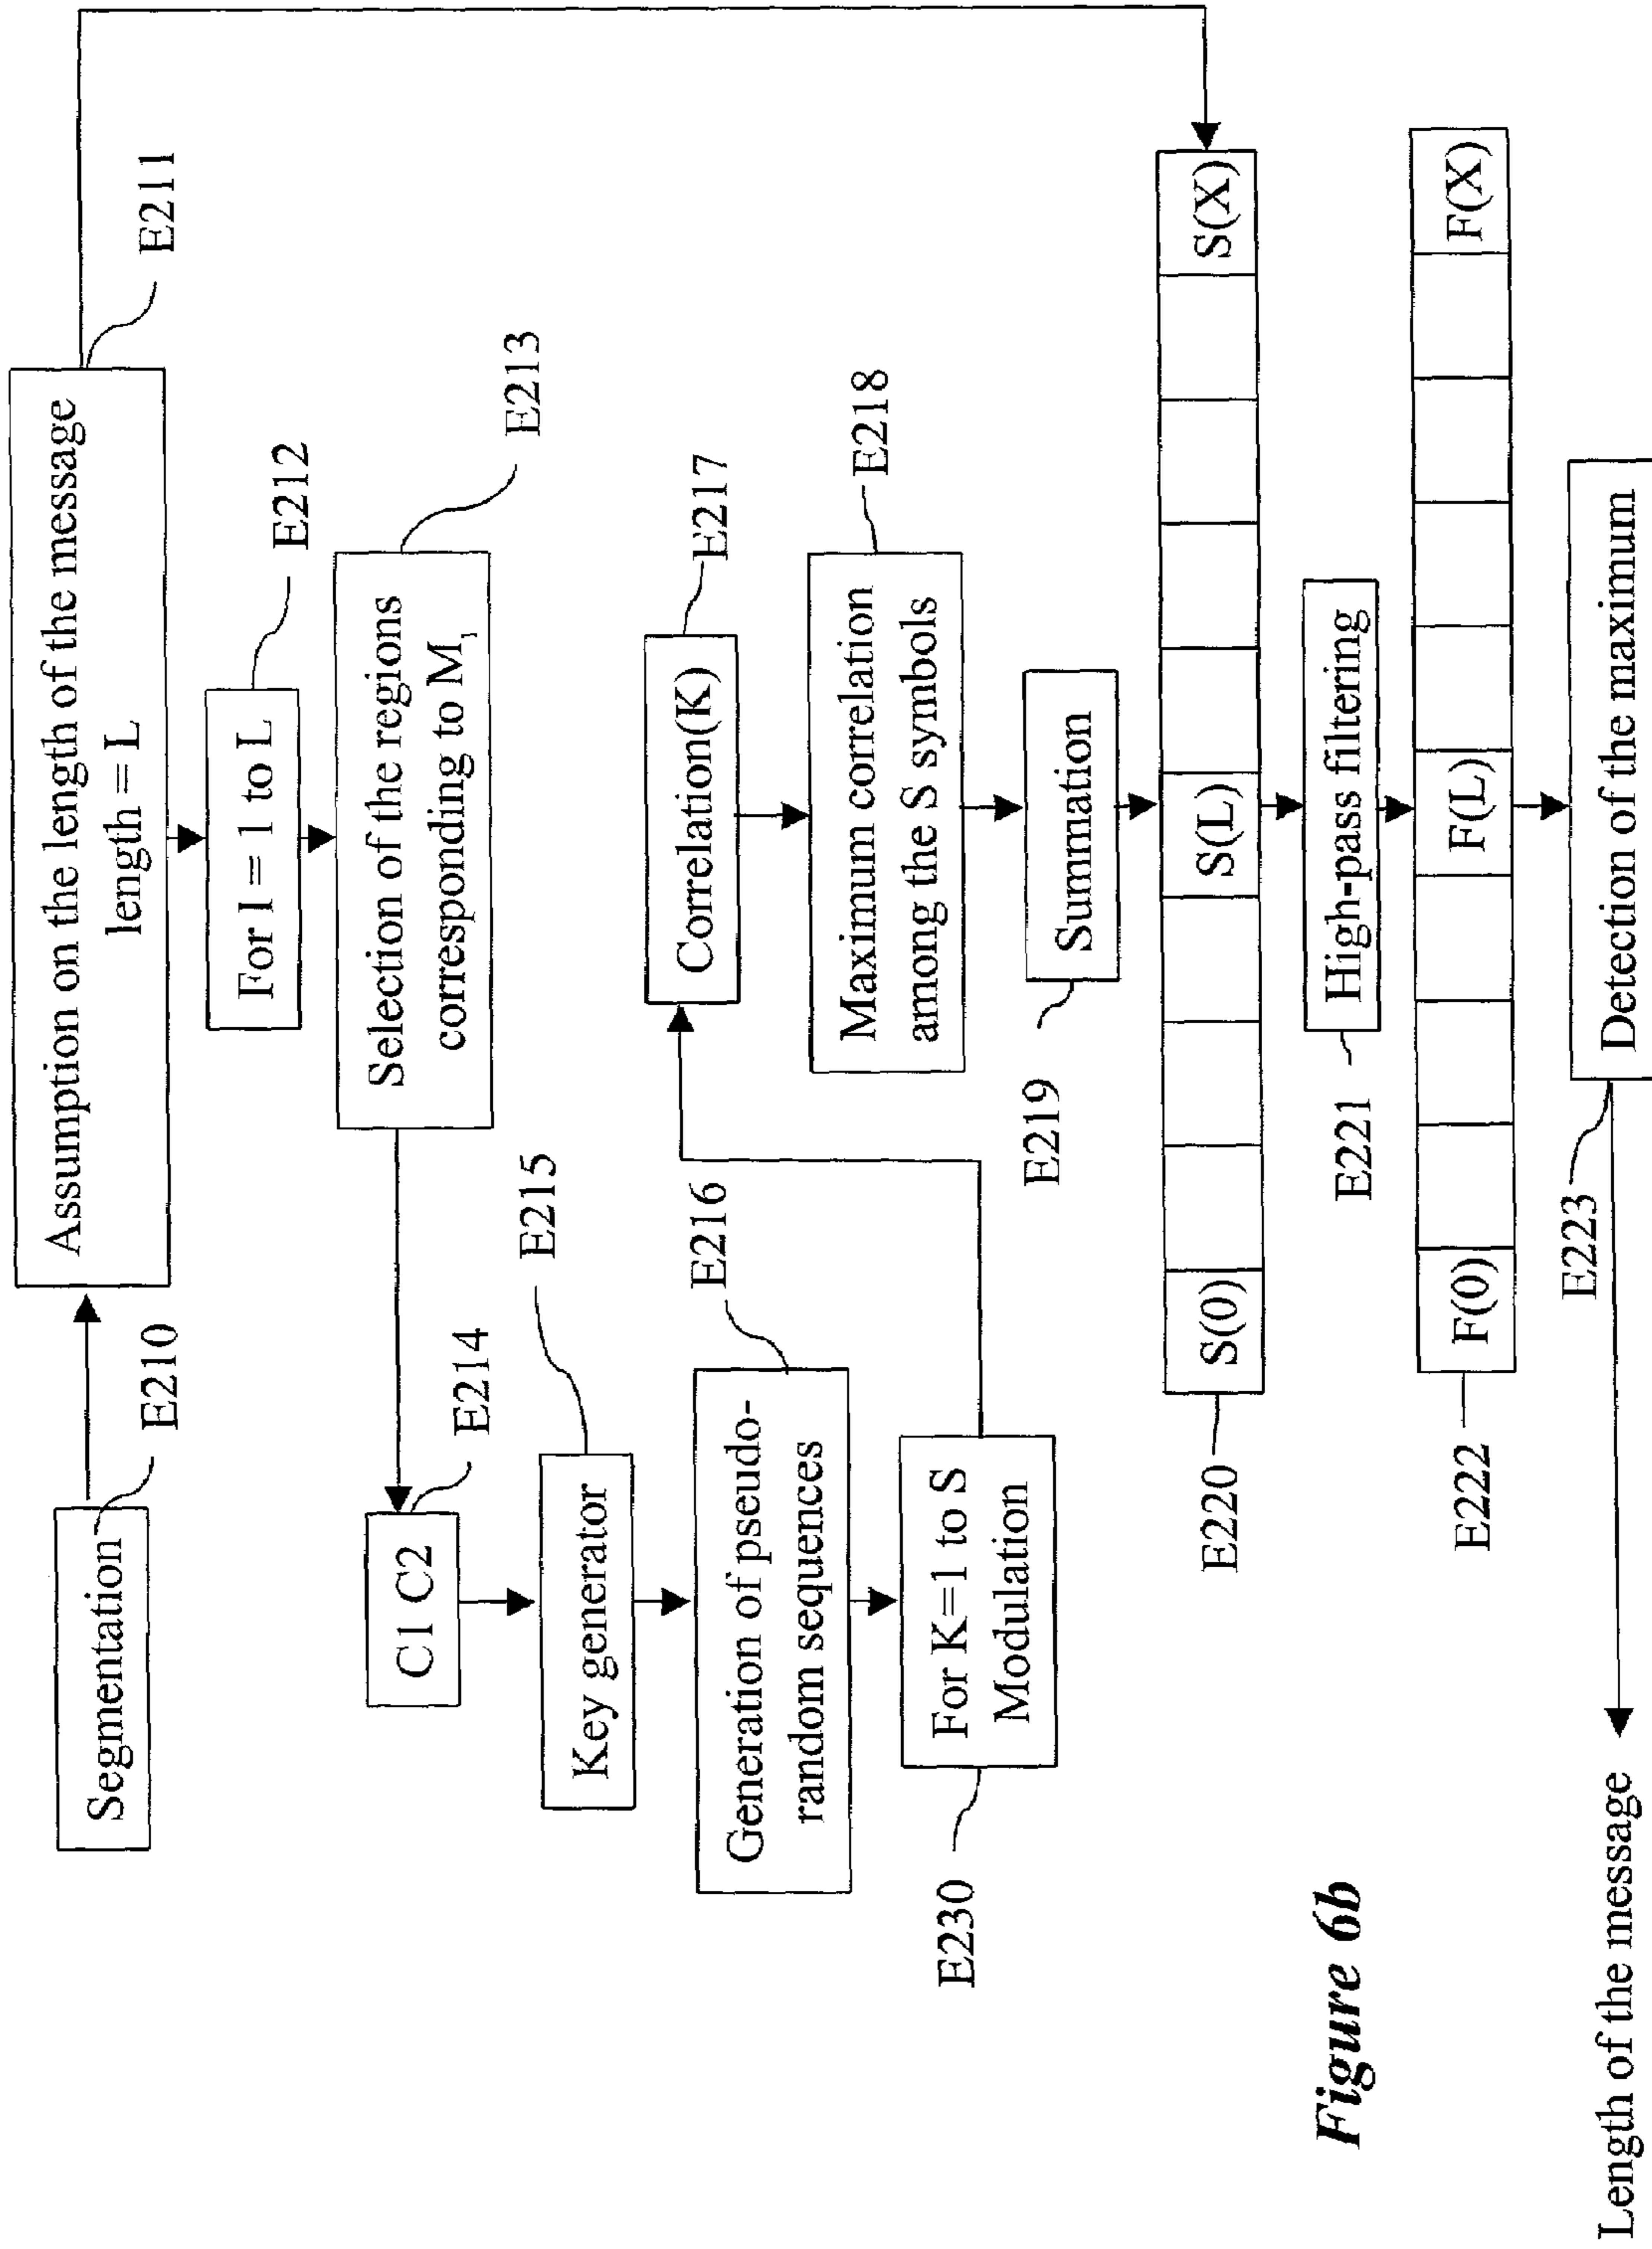 Segmentation
E210
Assumption on the length of the message
length = L
E211
For I = 1 to L
E212
Selection of the regions
corresponding to M₁
E213
C1 C2
E214
Key generator
E215
Generation of pseudo-
random sequences
E216
For K=1 to S
Modulation
E230
Correlation(K)
E217
Maximum correlation
among the S symbols
E218
Summation
E219
S(0)
S(L)
S(X)
E220
High-pass filtering
E221
F(0)
F(L)
F(X)
E222
Detection of the maximum
E223
Length of the message
Figure 6b